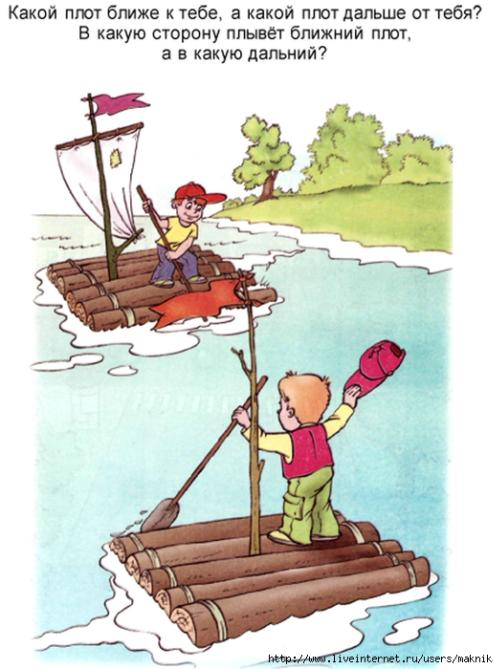 Какой плот ближе к тебе, а какой плот дальше от тебя?
В какую сторону плывёт ближний плот,
а в какую дальний?
http://www.liveinternet.ru/users/maknik